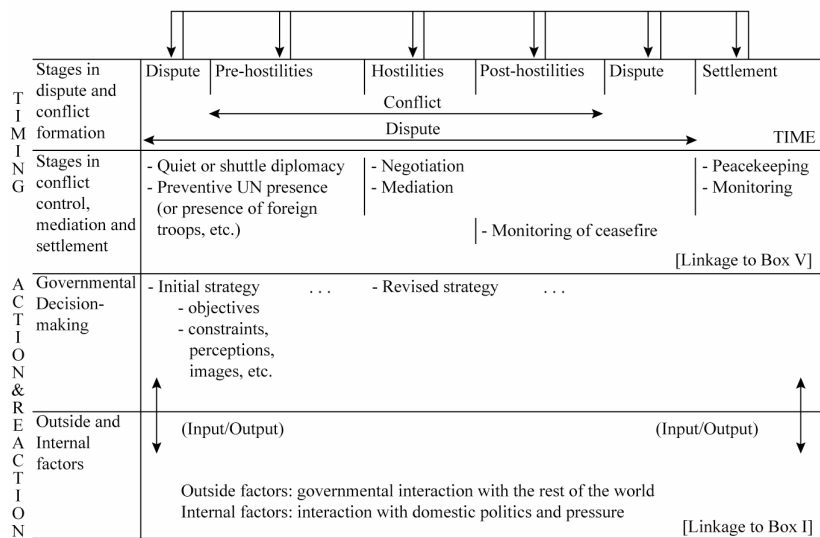 TIMING
Stages in
dispute and
conflict
formation
Dispute
Pre-hostilities
Hostilities
Post-hostilities
Dispute
Settlement
Conflict
Dispute
TIME
Stages in
conflict
control,
mediation and
settlement
- Quiet or shuttle diplomacy
- Preventive UN presence
(or presence of foreign
troops, etc.)
- Negotiation
- Mediation
- Monitoring of ceasefire
- Peacekeeping
- Monitoring
[Linkage to Box V]
ACTION&REACTION
Governmental
Decision-
making
- Initial strategy
- objectives
- constraints,
perceptions,
images, etc.
. . .
- Revised strategy
. . .
Outside and
Internal
factors
(Input/Output)
(Input/Output)
Outside factors: governmental interaction with the rest of the world
Internal factors: interaction with domestic politics and pressure
[Linkage to Box I]